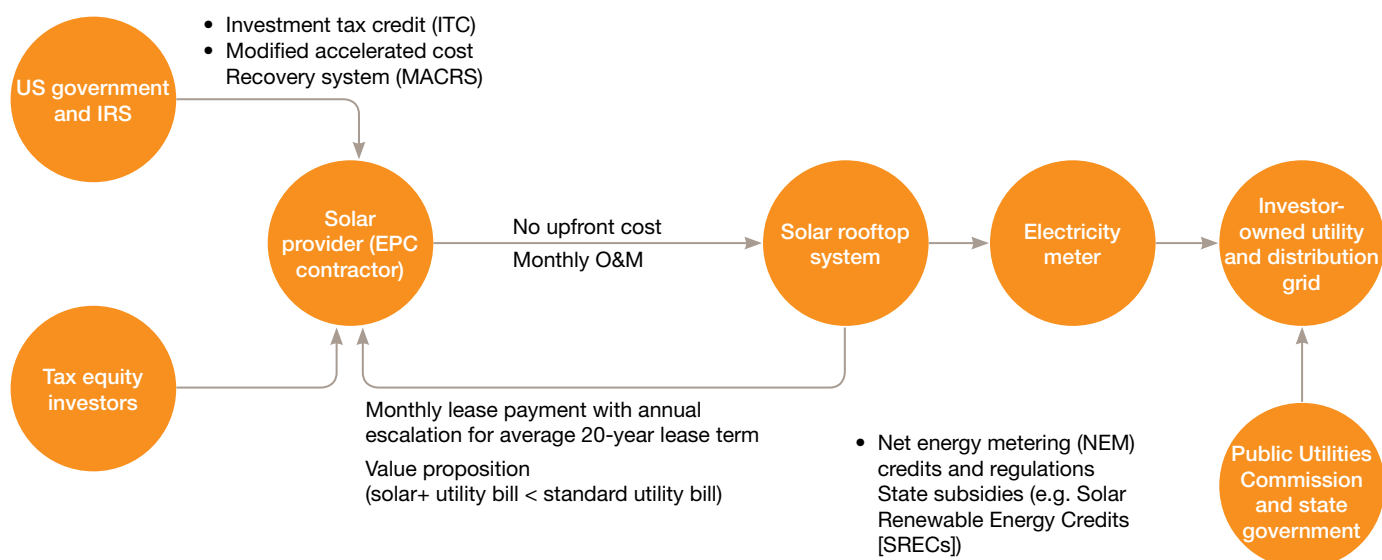 • Investment tax credit (ITC)
• Modified accelerated cost
Recovery system (MACRS)
US government
and IRS
Solar
provider (EPC
contractor)
No upfront cost
Monthly O&M
Solar rooftop
system
Electricity
meter
Investor-
owned utility
and distribution
grid
Tax equity
investors
Monthly lease payment with annual
escalation for average 20-year lease term
Value proposition
(solar+ utility bill < standard utility bill)
• Net energy metering (NEM)
credits and regulations
State subsidies (e.g. Solar
Renewable Energy Credits
[SRECs])
Public Utilities
Commission
and state
government